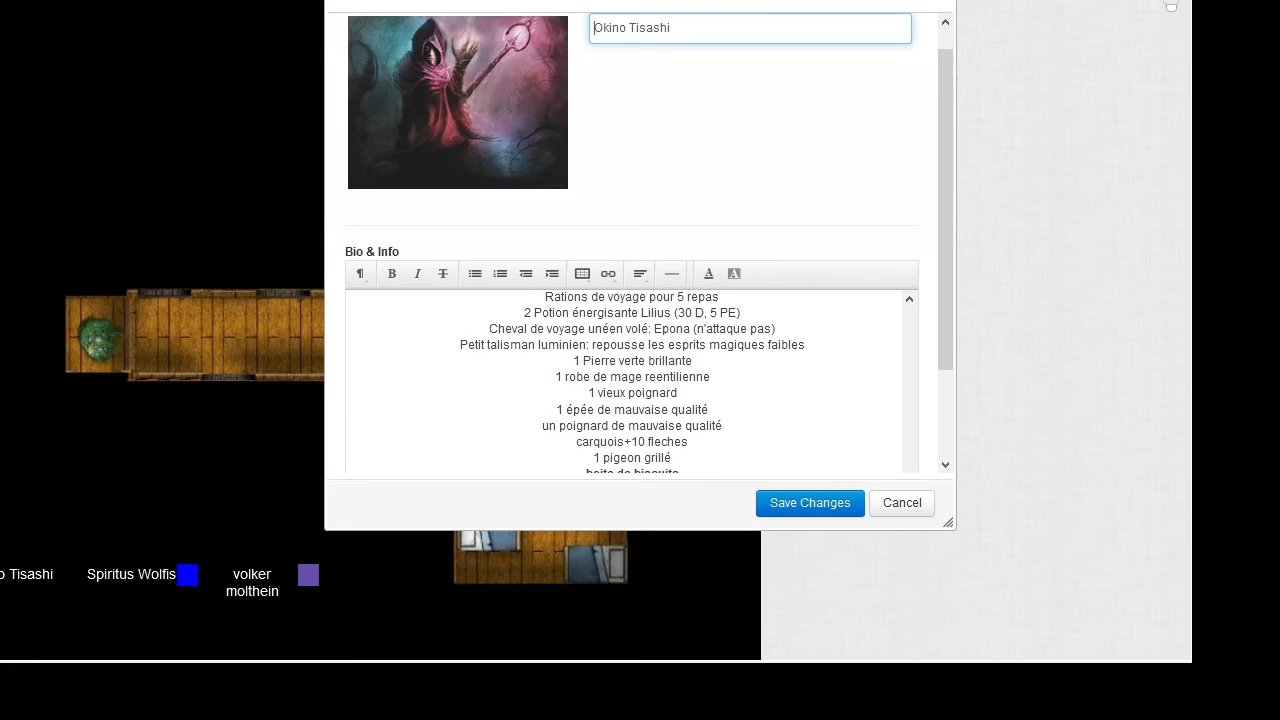 Okino Tisashi
Bio & Info
Rations de voyage pour 5 repas
2 Potion énergisante Lilius (30 D, 5 PE)
Cheval de voyage unéen volé: Epona (n'attaque pas)
Petit talisman luminien: repousse les esprits magiques faibles
1 Pierre verte brillante
1 robe de mage reentilienne
1 vieux poignard
1 épée de mauvaise qualité
un poignard de mauvaise qualité
carquois+10 fleches
1 pigeon grillé
boite de biscuits
Save Changes
Cancel
o Tisashi
Spiritus Wolfis
volker
molthein